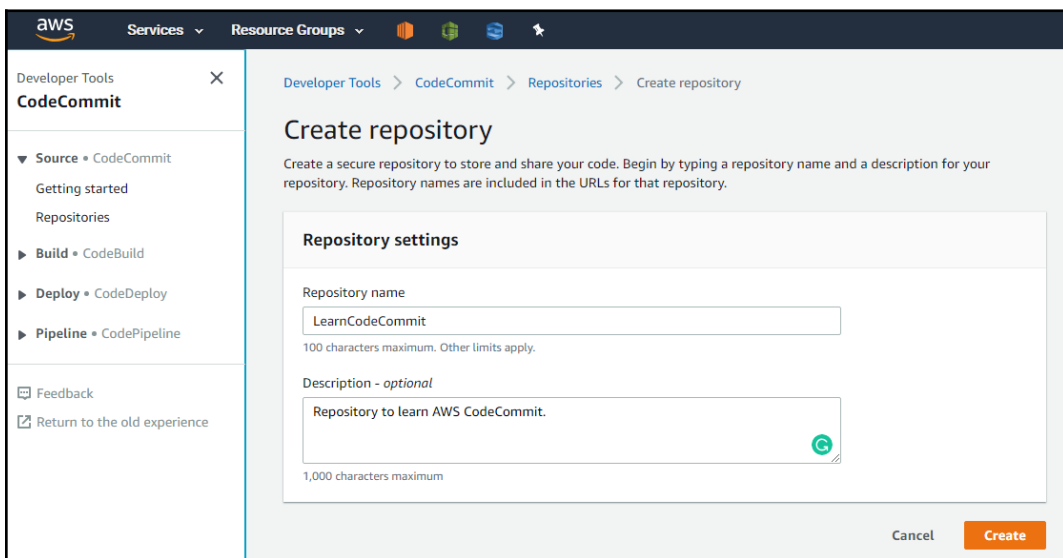 aws
Services
Resource Groups
Developer Tools
CodeCommit
Source • CodeCommit
Getting started
Repositories
Build • CodeBuild
Deploy • CodeDeploy
Pipeline • CodePipeline
Feedback
Return to the old experience
Developer Tools > CodeCommit > Repositories > Create repository
Create repository
Create a secure repository to store and share your code. Begin by typing a repository name and a description for your
repository. Repository names are included in the URLs for that repository.
Repository settings
Repository name
LearnCodeCommit
100 characters maximum. Other limits apply.
Description - optional
Repository to learn AWS CodeCommit.
1,000 characters maximum
Cancel
Create